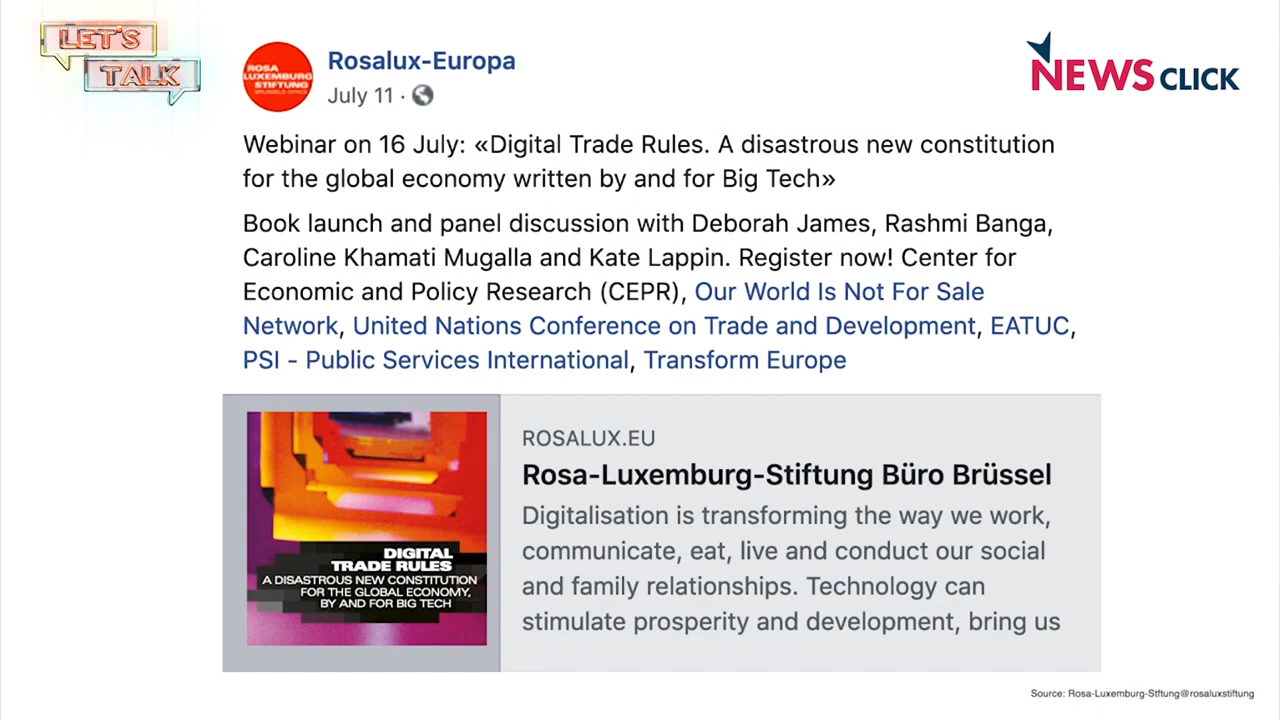 LET'S
TALK
ROSA
LUXEMBURG
STIFTUNG
BRUSSELS OFFICE
Rosalux-Europa
July 11 ·
NEWSCLICK
Webinar on 16 July: «Digital Trade Rules. A disastrous new constitution
for the global economy written by and for Big Tech»
Book launch and panel discussion with Deborah James, Rashmi Banga,
Caroline Khamati Mugalla and Kate Lappin. Register now! Center for
Economic and Policy Research (CEPR), Our World Is Not For Sale
Network, United Nations Conference on Trade and Development, EATUC,
PSI - Public Services International, Transform Europe
DIGITAL
TRADE RULES
A DISASTROUS NEW CONSTITUTION
FOR THE GLOBAL ECONOMY,
BY AND FOR BIG TECH
ROSALUX.EU
Rosa-Luxemburg-Stiftung Büro Brüssel
Digitalisation is transforming the way we work,
communicate, eat, live and conduct our social
and family relationships. Technology can
stimulate prosperity and development, bring us
Source: Rosa-Luxemburg-Stftung@rosaluxstiftung